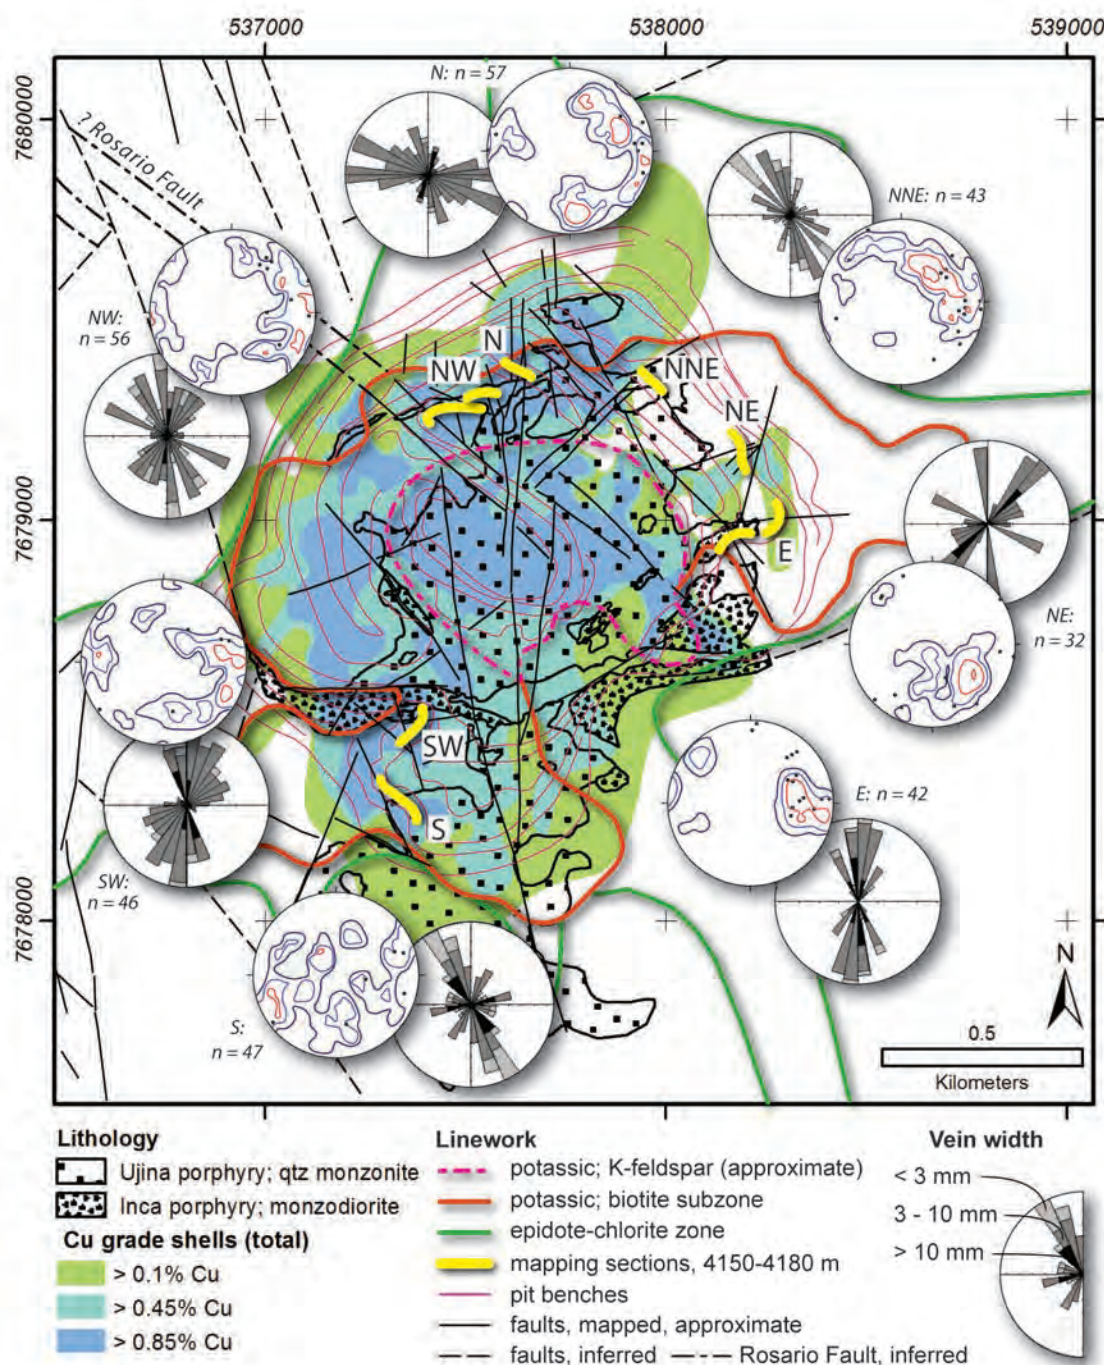 537000
538000
539000
7680000
7679000
7678000
N: n = 57
? Rosario Fault
NNE: n = 43
NW:
n = 56
N
NW
NNE
NE
E
NE:
n = 32
SW
S
E: n = 42
SW:
n = 46
S:
n = 47
N
0.5
Kilometers
Lithology
Ujina porphyry; qtz monzonite
Inca porphyry; monzodiorite
Cu grade shells (total)
> 0.1% Cu
> 0.45% Cu
> 0.85% Cu
Linework
potassic; K-feldspar (approximate)
potassic; biotite subzone
epidote-chlorite zone
mapping sections, 4150-4180 m
pit benches
faults, mapped, approximate
faults, inferred
Rosario Fault, inferred
Vein width
< 3 mm
3 - 10 mm
> 10 mm